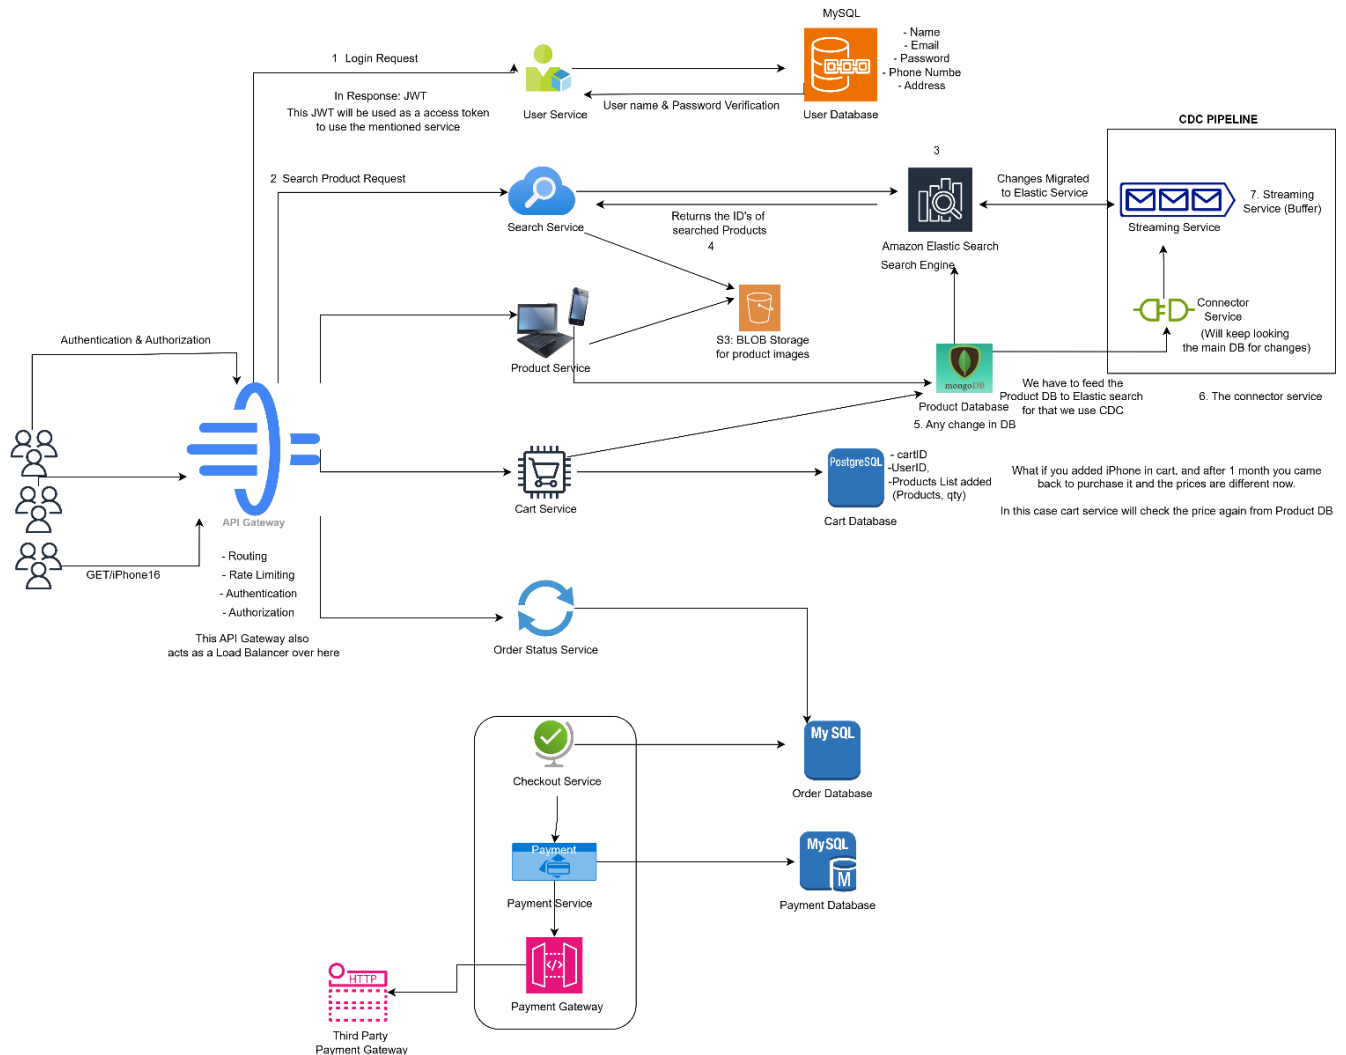 MySQL
- Name
- Email
- Password
- Phone Numbe
- Address
1 Login Request
In Response: JWT
This JWT will be used as a access token
to use the mentioned service
User Service
User name & Password Verification
User Database
CDC PIPELINE
3
2 Search Product Request
Search Service
Returns the ID's of
searched Products
4
Amazon Elastic Search
Search Engine
Changes Migrated
to Elastic Service
7. Streaming
Service (Buffer)
Streaming Service
Connector
Service
(Will keep looking
the main DB for changes)
S3: BLOB Storage
for product images
Product Service
Authentication & Authorization
mongoDB
Product Database
5. Any change in DB
We have to feed the
Product DB to Elastic search
for that we use CDC
6. The connector service
API Gateway
- Routing
- Rate Limiting
- Authentication
- Authorization
This API Gateway also
acts as a Load Balancer over here
GET/iPhone16
Cart Service
PostgreSQL
- cartID
-UserID,
-Products List added
(Products, qty)
Cart Database
What if you added iPhone in cart, and after 1 month you came
back to purchase it and the prices are different now.
In this case cart service will check the price again from Product DB
Order Status Service
Checkout Service
My SQL
Order Database
Payment
Payment Service
My SQL
M
Payment Database
</>
Payment Gateway
HTTP
Third Party
Payment Gateway